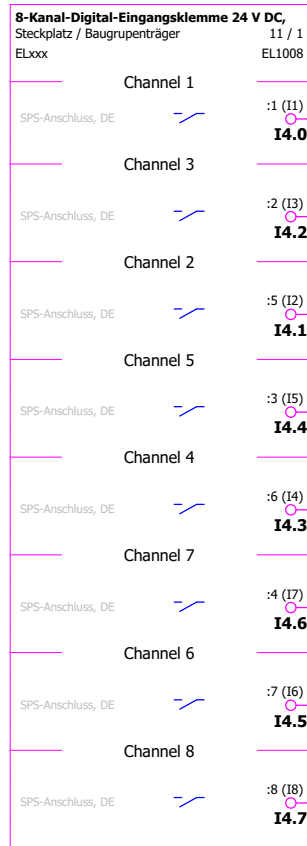 8-Kanal-Digital-Eingangsklemme 24 V DC,
Steckplatz / Baugrupenträger 11 / 1
ELxxx EL1008
Channel 1
:1 (I1)
SPS-Anschluss, DE
I4.0
Channel 3
:2 (I3)
SPS-Anschluss, DE
I4.2
Channel 2
:5 (I2)
SPS-Anschluss, DE
I4.1
Channel 5
:3 (I5)
SPS-Anschluss, DE
I4.4
Channel 4
:6 (I4)
SPS-Anschluss, DE
I4.3
Channel 7
:4 (I7)
SPS-Anschluss, DE
I4.6
Channel 6
:7 (I6)
SPS-Anschluss, DE
I4.5
Channel 8
:8 (I8)
SPS-Anschluss, DE
I4.7